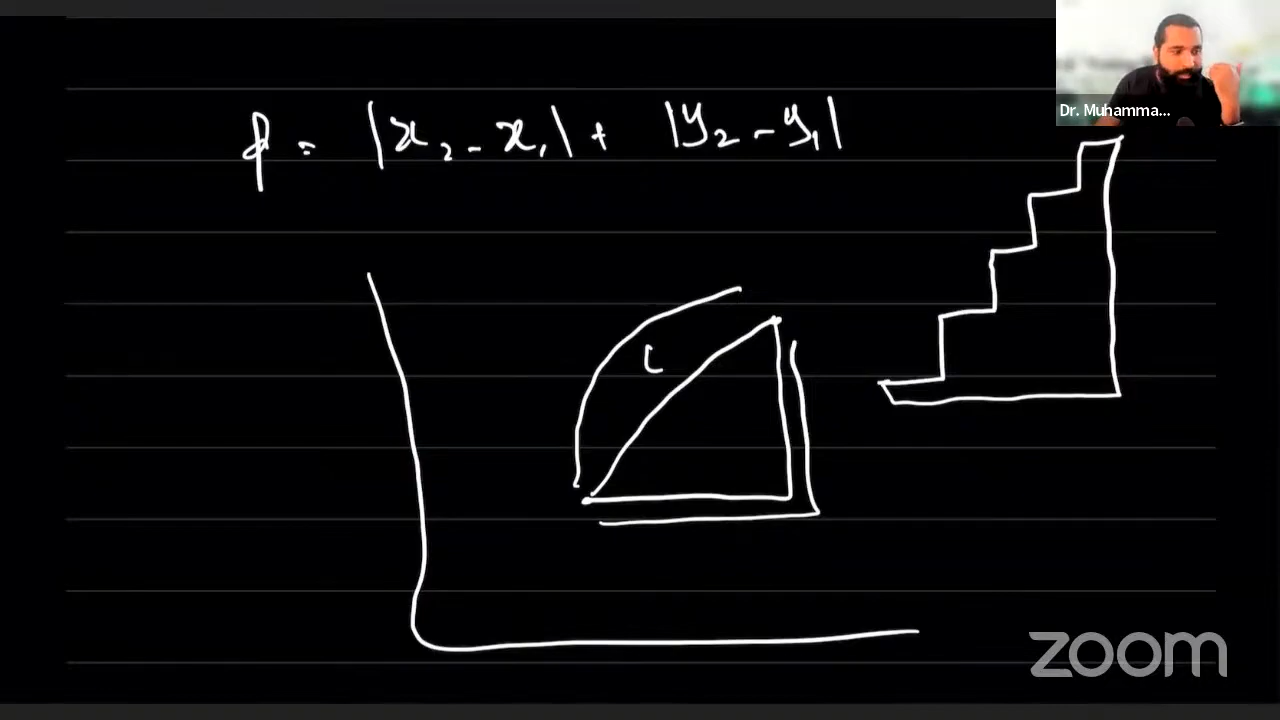 Dr. Muhamma...
p = |x₂ - x₁| + |y₂ - y₁|
L
zoom